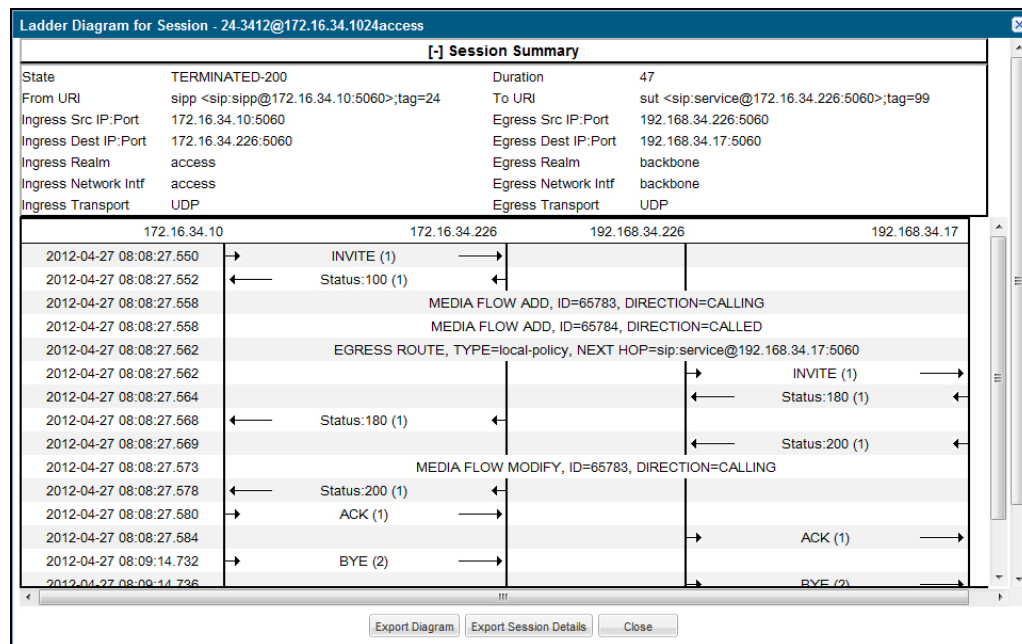 Ladder Diagram for Session - 24-3412@172.16.34.1024access
[-] Session Summary
State TERMINATED-200 Duration 47
From URI sipp <sip:sipp@172.16.34.10:5060>;tag=24 To URI sut <sip:service@172.16.34.226:5060>;tag=99
Ingress Src IP:Port 172.16.34.10:5060 Egress Src IP:Port 192.168.34.226:5060
Ingress Dest IP:Port 172.16.34.226:5060 Egress Dest IP:Port 192.168.34.17:5060
Ingress Realm access Egress Realm backbone
Ingress Network Intf access Egress Network Intf backbone
Ingress Transport UDP Egress Transport UDP
172.16.34.10 172.16.34.226 192.168.34.226 192.168.34.17
2012-04-27 08:08:27.550 INVITE (1)
2012-04-27 08:08:27.552 Status:100 (1)
2012-04-27 08:08:27.558 MEDIA FLOW ADD, ID=65783, DIRECTION=CALLING
2012-04-27 08:08:27.558 MEDIA FLOW ADD, ID=65784, DIRECTION=CALLED
2012-04-27 08:08:27.562 EGRESS ROUTE, TYPE=local-policy, NEXT HOP=sip:service@192.168.34.17:5060
2012-04-27 08:08:27.562 INVITE (1)
2012-04-27 08:08:27.564 Status:180 (1)
2012-04-27 08:08:27.568 Status:180 (1)
2012-04-27 08:08:27.569 Status:200 (1)
2012-04-27 08:08:27.573 MEDIA FLOW MODIFY, ID=65783, DIRECTION=CALLING
2012-04-27 08:08:27.578 Status:200 (1)
2012-04-27 08:08:27.580 ACK (1)
2012-04-27 08:08:27.584 ACK (1)
2012-04-27 08:09:14.732 BYE (2)
2012-04-27 08:09:14.736 BYE (2)
Export Diagram Export Session Details Close